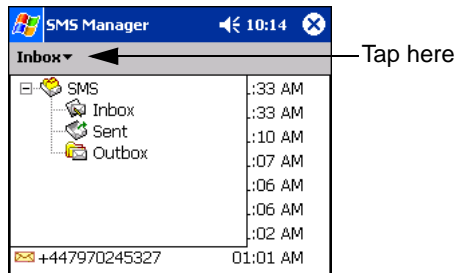 SMS Manager 10:14
Inbox Tap here
SMS :33 AM
Inbox :33 AM
Sent :10 AM
Outbox :07 AM
:06 AM
:06 AM
:02 AM
+447970245327 01:01 AM